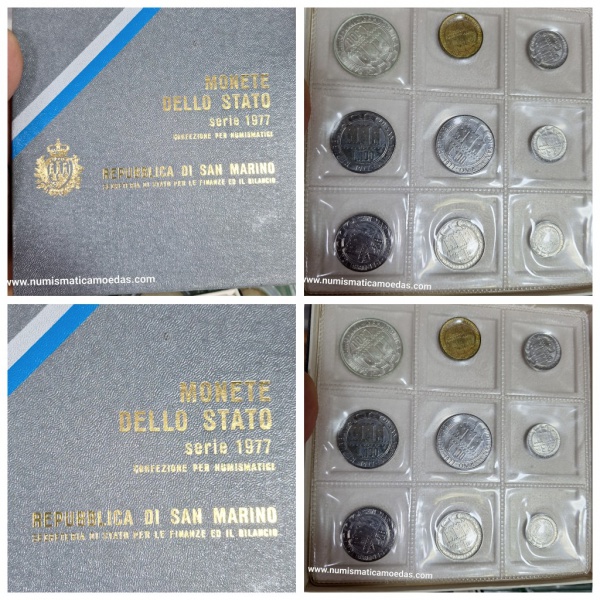 MONETE
DELLO STATO
serie 1977
CONFEZIONE PER NUMISMATICI
REPUBBLICA DI SAN MARINO
SEGRETERIA DI STATO PER LE FINANZE ED IL BILANCIO
www.numismaticamoedas.com
www.numismaticamoedas.com
MONETE
DELLO STATO
serie 1977
CONFEZIONE PER NUMISMATICI
REPUBBLICA DI SAN MARINO
SEGRETERIA DI STATO PER LE FINANZE ED IL BILANCIO
www.numismaticamoedas.com